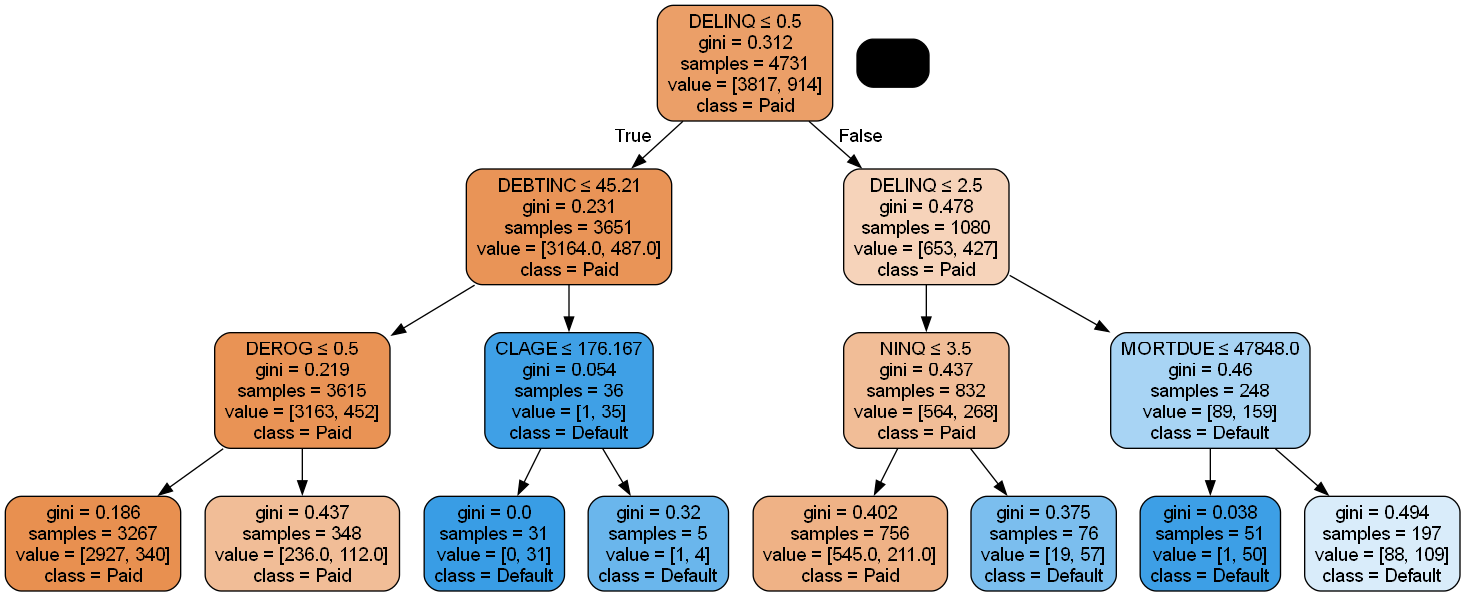 DELINQ ≤ 0.5
gini = 0.312
samples = 4731
value = [3817, 914]
class = Paid
True
False
DEBTINC ≤ 45.21
gini = 0.231
samples = 3651
value = [3164.0, 487.0]
class = Paid
DELINQ ≤ 2.5
gini = 0.478
samples = 1080
value = [653, 427]
class = Paid
DEROG ≤ 0.5
gini = 0.219
samples = 3615
value = [3163, 452]
class = Paid
CLAGE ≤ 176.167
gini = 0.054
samples = 36
value = [1, 35]
class = Default
NINQ ≤ 3.5
gini = 0.437
samples = 832
value = [564, 268]
class = Paid
MORTDUE ≤ 47848.0
gini = 0.46
samples = 248
value = [89, 159]
class = Default
gini = 0.186
samples = 3267
value = [2927, 340]
class = Paid
gini = 0.437
samples = 348
value = [236.0, 112.0]
class = Paid
gini = 0.0
samples = 31
value = [0, 31]
class = Default
gini = 0.32
samples = 5
value = [1, 4]
class = Default
gini = 0.402
samples = 756
value = [545.0, 211.0]
class = Paid
gini = 0.375
samples = 76
value = [19, 57]
class = Default
gini = 0.038
samples = 51
value = [1, 50]
class = Default
gini = 0.494
samples = 197
value = [88, 109]
class = Default